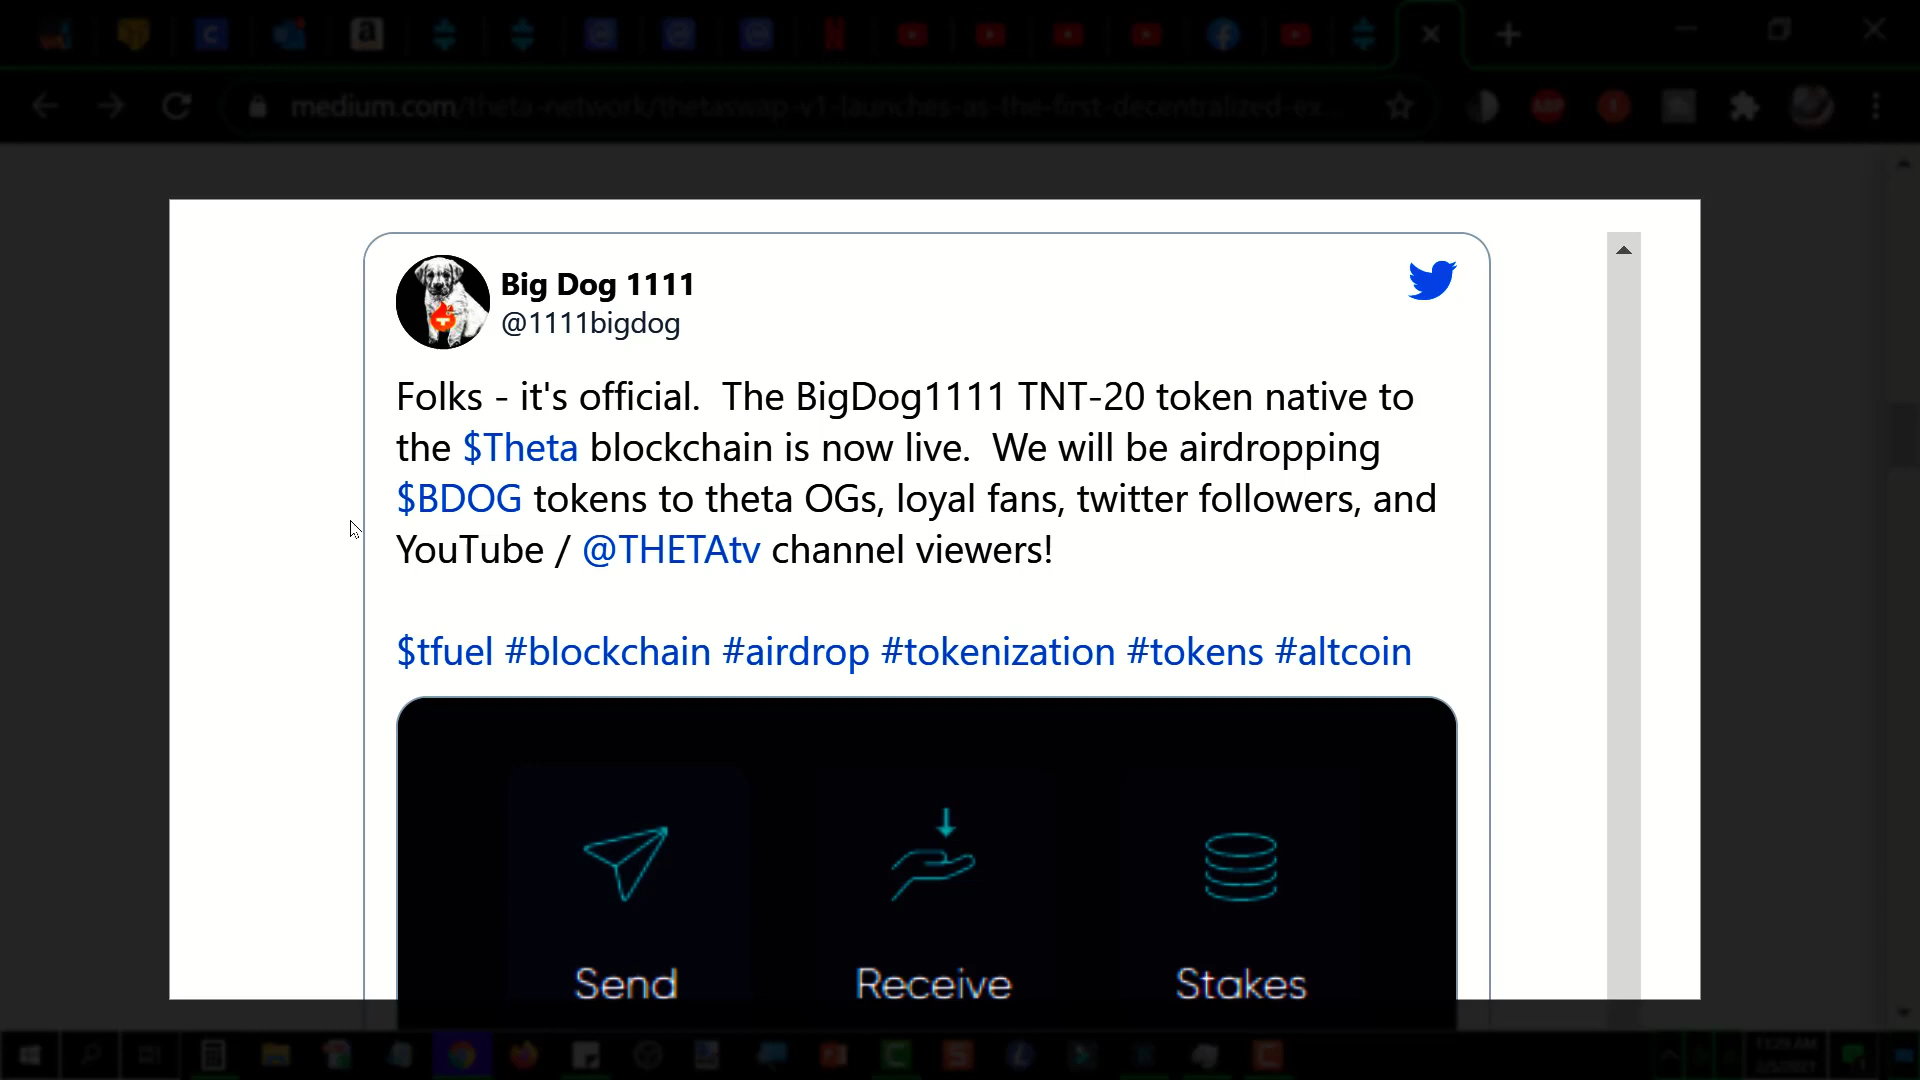 medium.com/theta-network/thetaswap-v1-launches-as-the-first-decentralized-ex...
Big Dog 1111
@1111bigdog
Folks - it's official.  The BigDog1111 TNT-20 token native to
the $Theta blockchain is now live.  We will be airdropping
$BDOG tokens to theta OGs, loyal fans, twitter followers, and
YouTube / @THETAtv channel viewers!
$tfuel #blockchain #airdrop #tokenization #tokens #altcoin
Send Receive Stakes